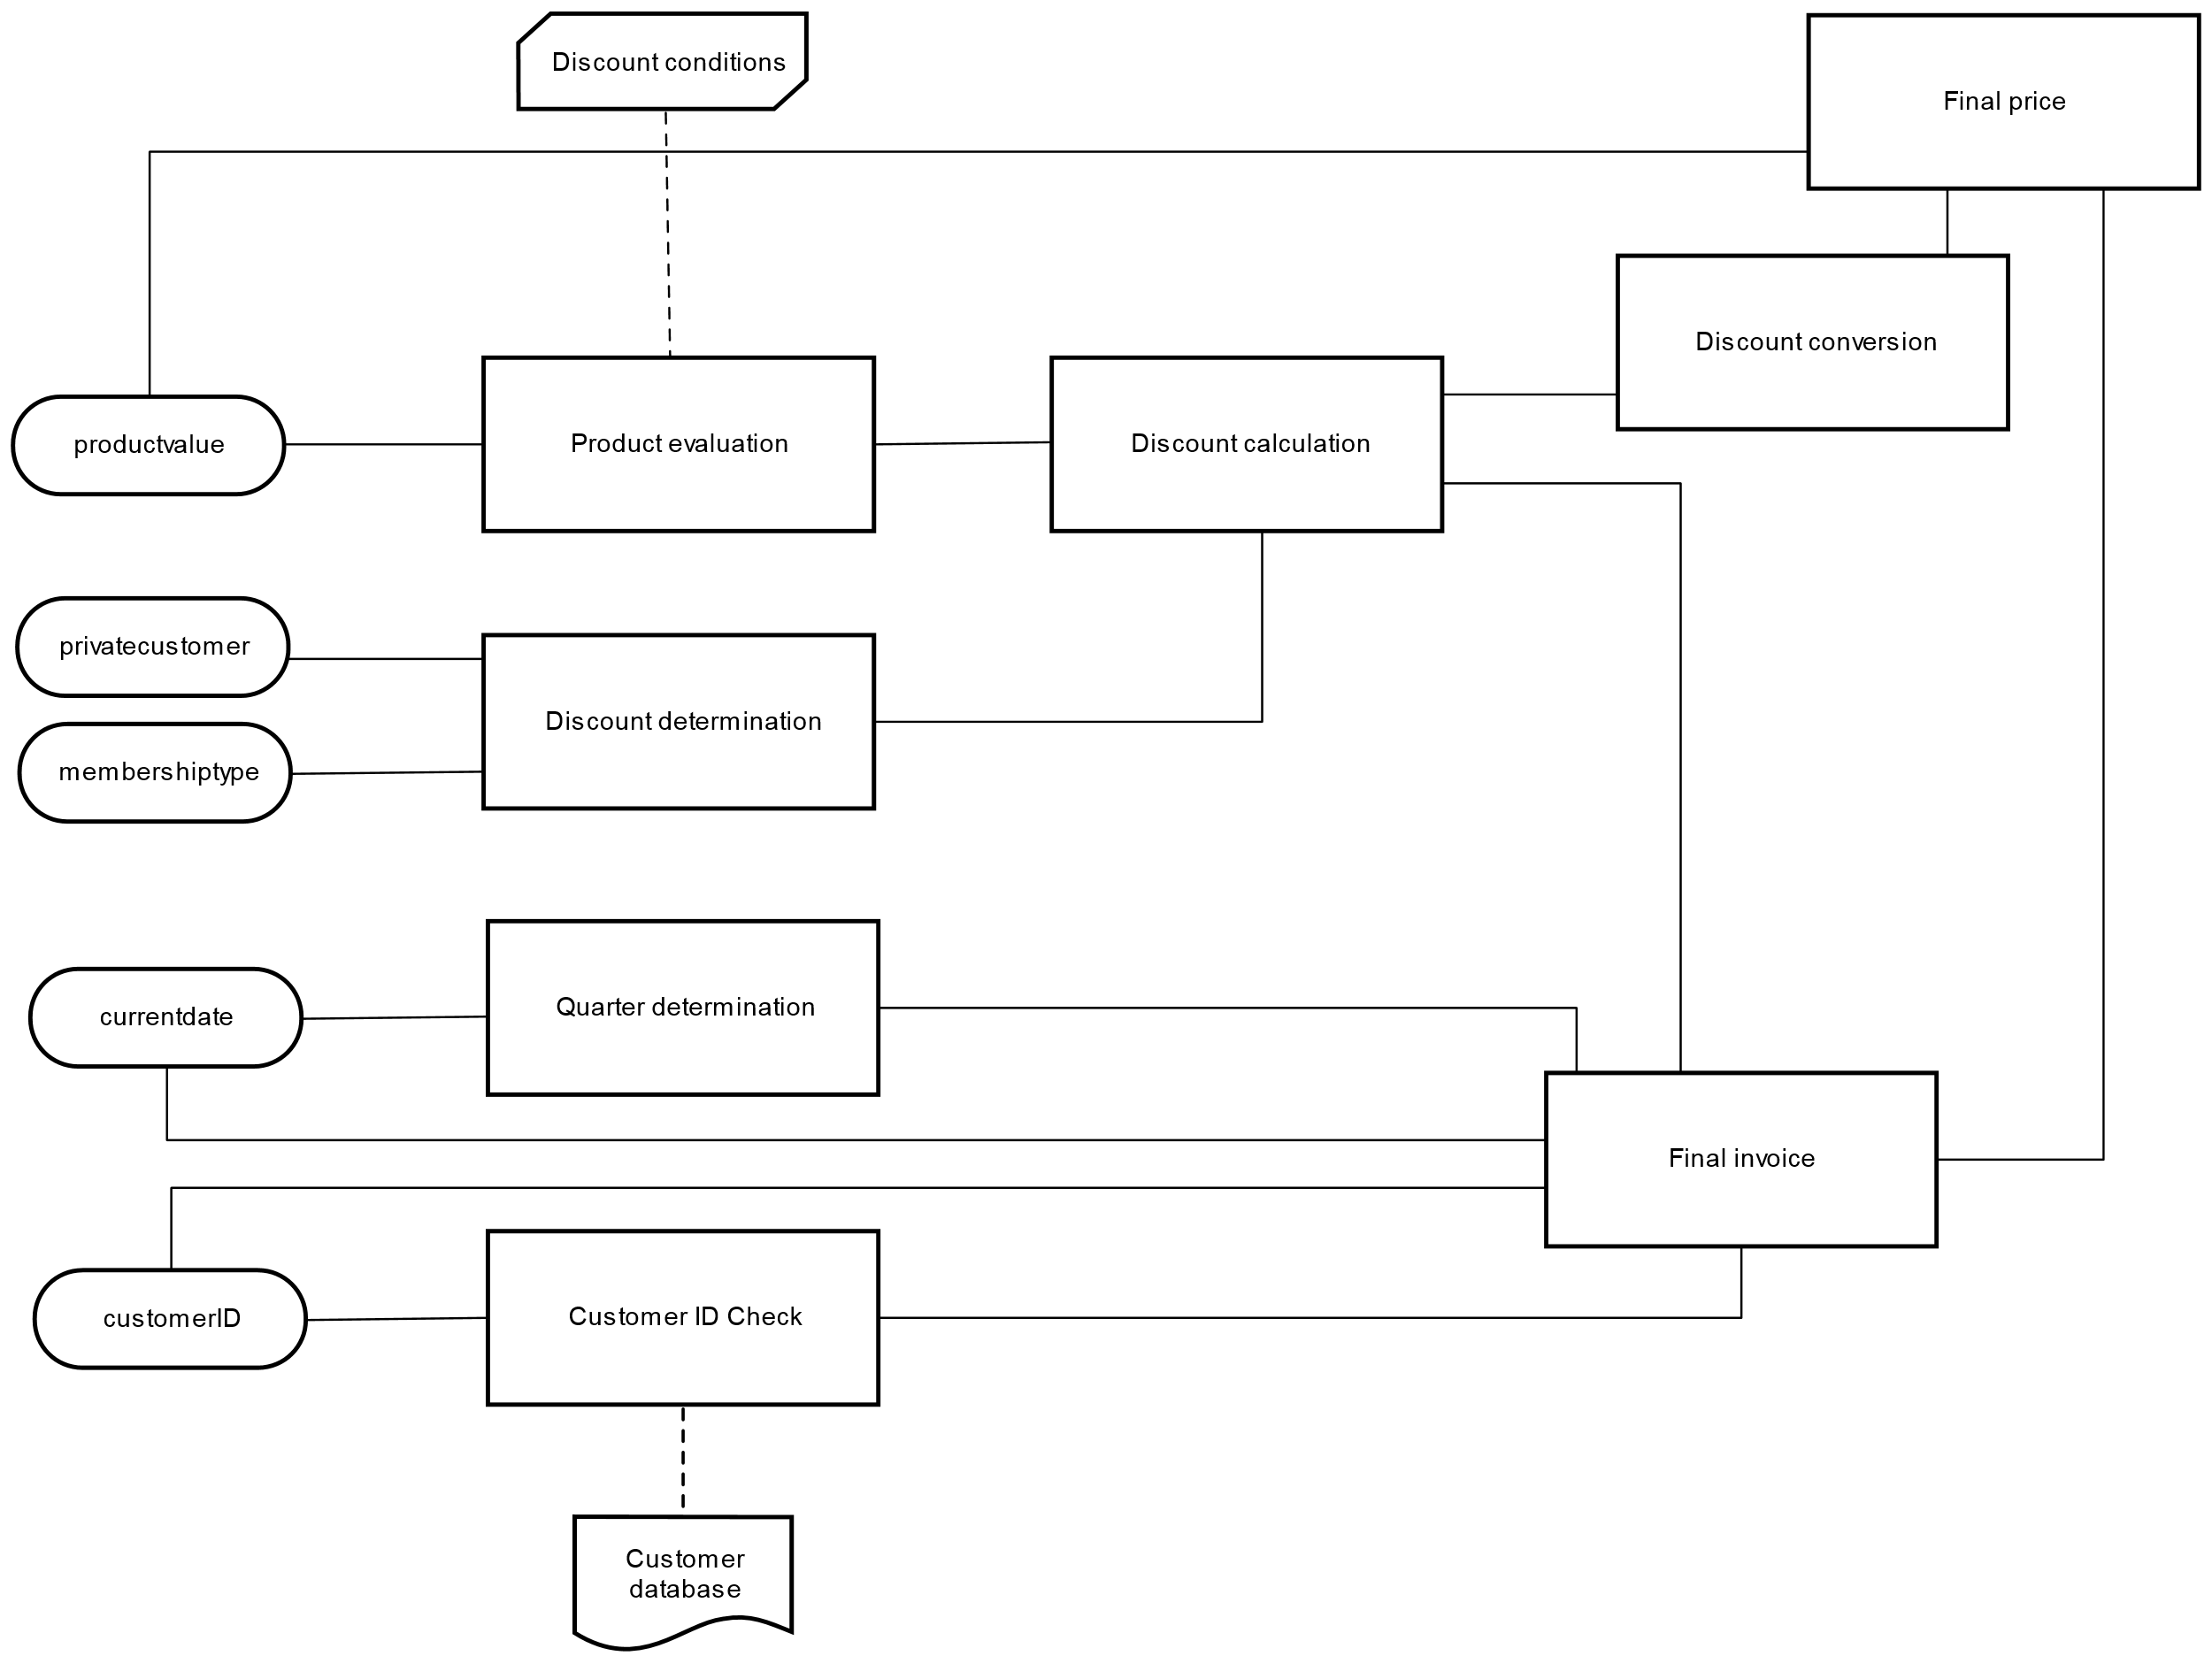 Discount conditions
Final price
Discount conversion
productvalue
Product evaluation
Discount calculation
privatecustomer
Discount determination
membershiptype
currentdate
Quarter determination
Final invoice
customerID
Customer ID Check
Customer
database